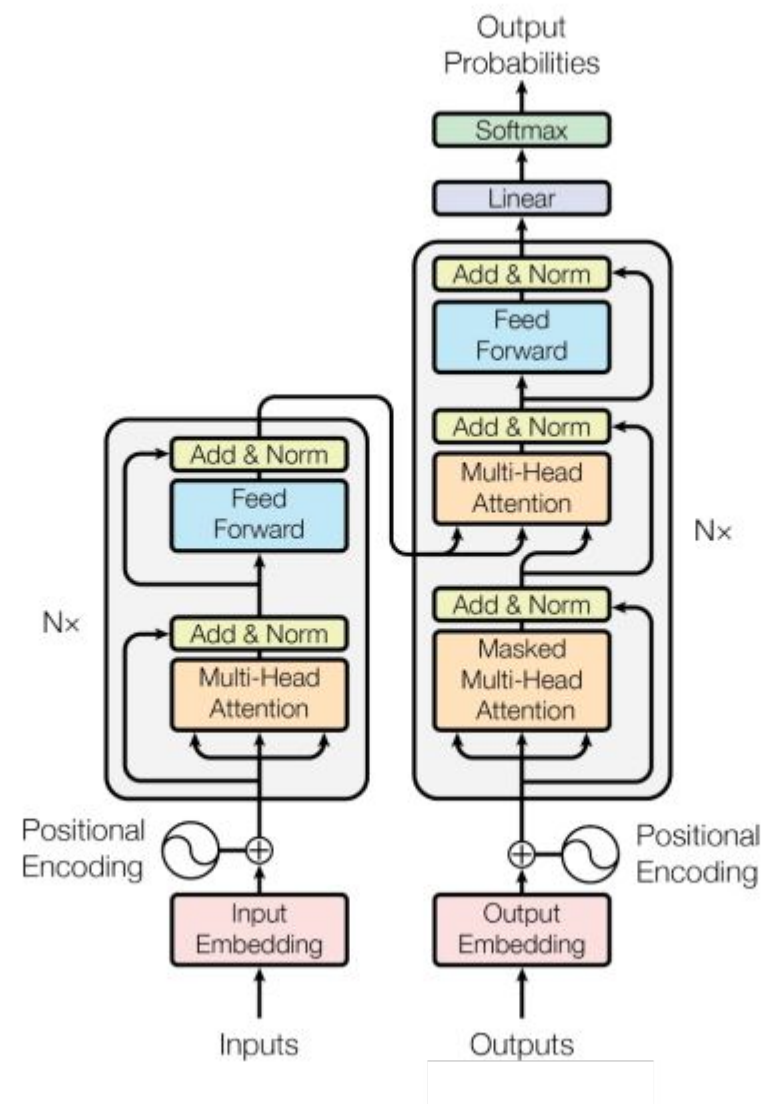 Output
Probabilities
Softmax
Linear
Add & Norm
Feed
Forward
Add & Norm
Multi-Head
Attention
Add & Norm
Masked
Multi-Head
Attention
Nx
Add & Norm
Feed
Forward
Add & Norm
Multi-Head
Attention
Nx
Positional
Encoding
Positional
Encoding
Input
Embedding
Output
Embedding
Inputs
Outputs